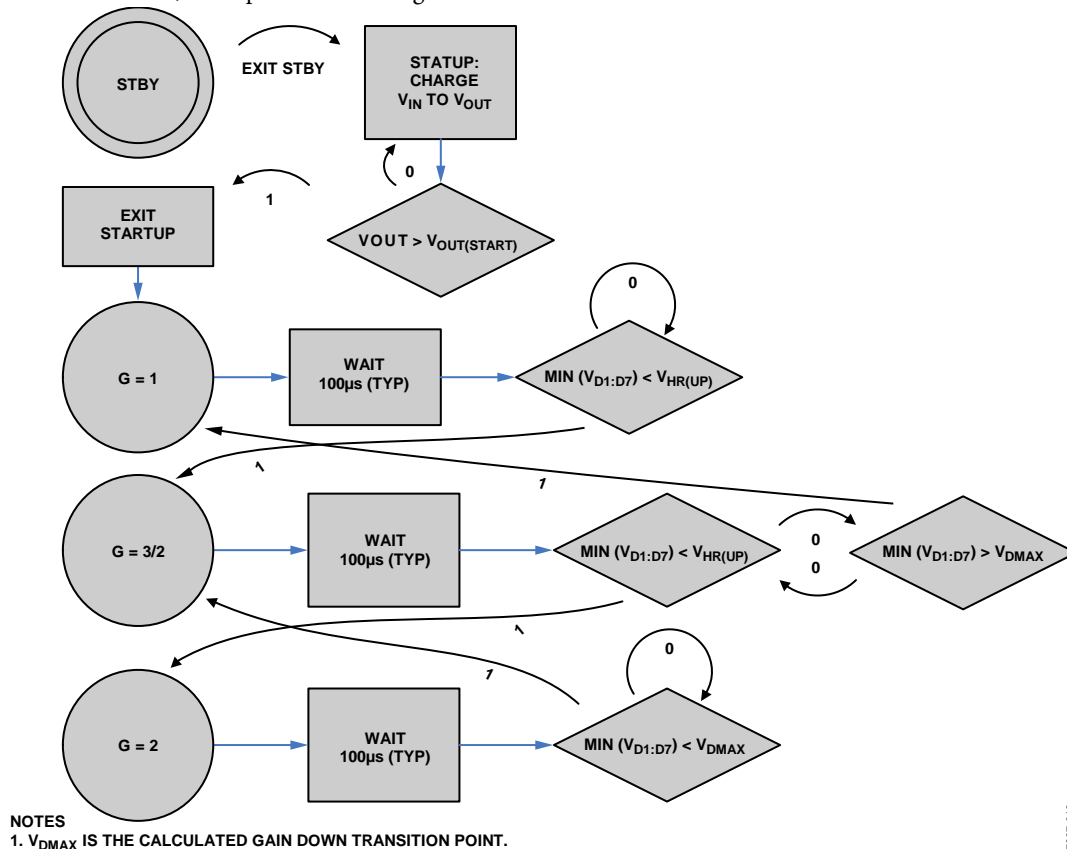 STBY
EXIT STBY
STATUP:
CHARGE
VIN TO VOUT
0
1
EXIT
STARTUP
VOUT > VOUT(START)
G = 1
WAIT
100µs (TYP)
0
MIN (VD1:D7) < VHR(UP)
1
1
G = 3/2
WAIT
100µs (TYP)
MIN (VD1:D7) < VHR(UP)
0
0
MIN (VD1:D7) > VDMAX
1
1
G = 2
WAIT
100µs (TYP)
0
MIN (VD1:D7) < VDMAX
NOTES
1. VDMAX IS THE CALCULATED GAIN DOWN TRANSITION POINT.